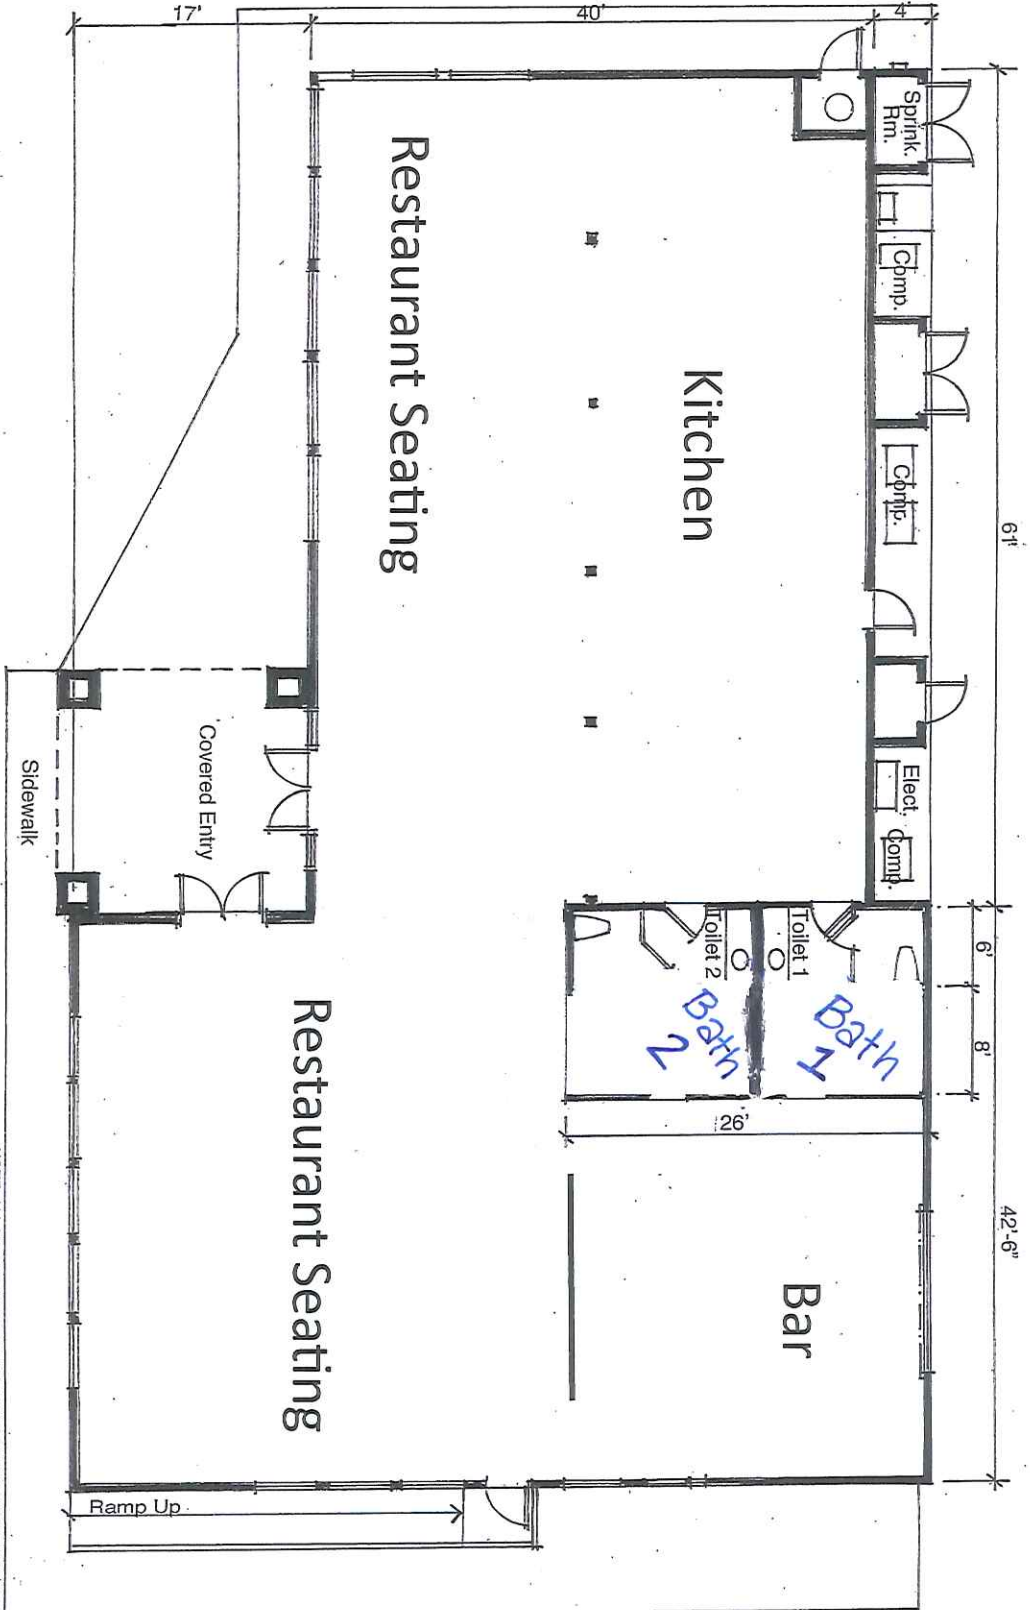 17'
40'
4'
Sprink.
Rm.
Comp.
Comp.
61'
Elect.
Comp.
Kitchen
Restaurant Seating
Covered Entry
Sidewalk
Toilet 1
Toilet 2
Bath
1
Bath
2
6'
8'
26'
42'-6"
Bar
Restaurant Seating
Ramp Up